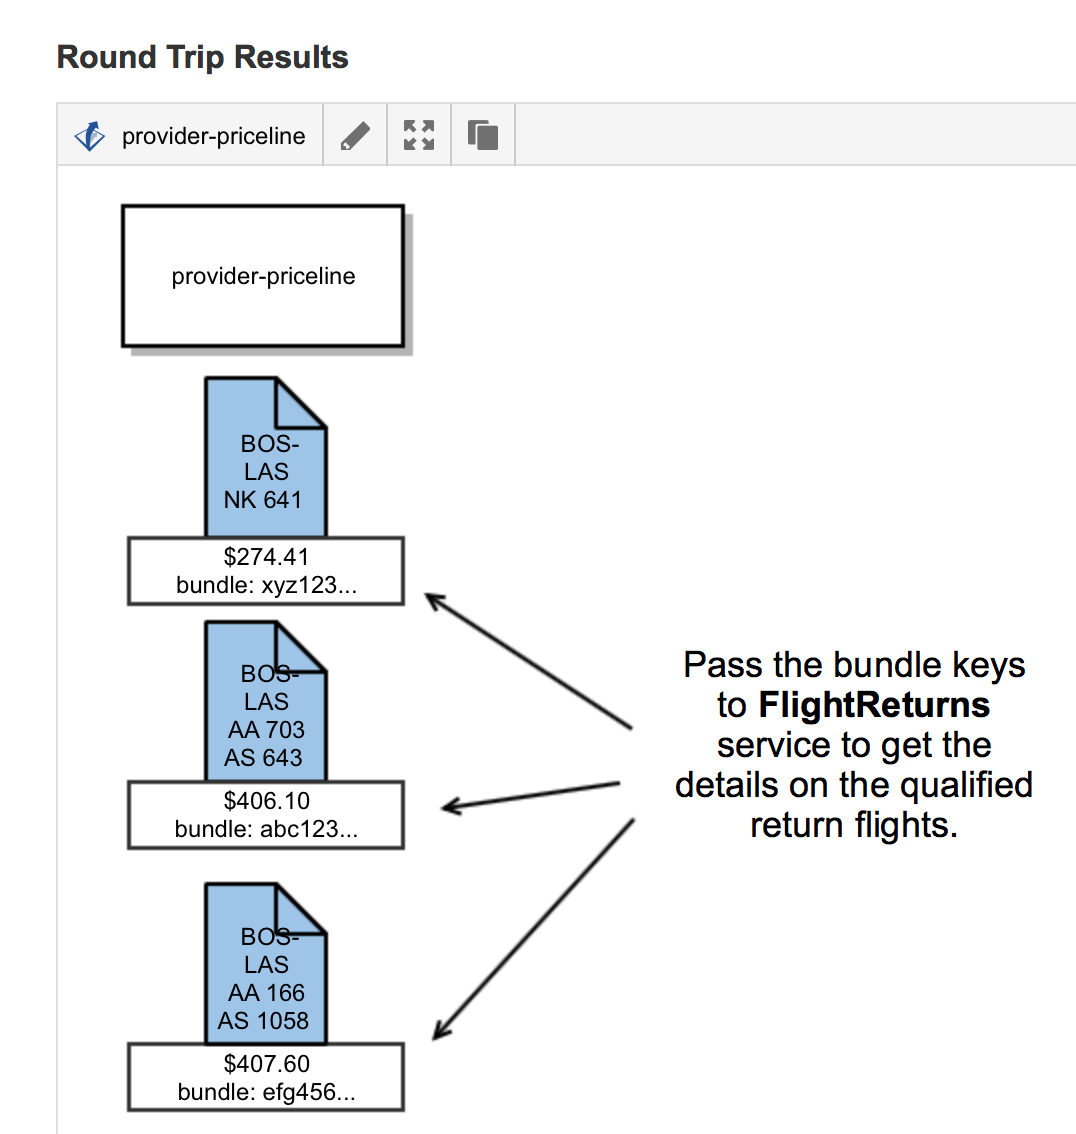 Round Trip Results
provider-priceline
provider-priceline
BOS-
LAS
NK 641
$274.41
bundle: xyz123...
BOS-
LAS
AA 703
AS 643
$406.10
bundle: abc123...
BOS-
LAS
AA 166
AS 1058
$407.60
bundle: efg456...
Pass the bundle keys
to FlightReturns
service to get the
details on the qualified
return flights.